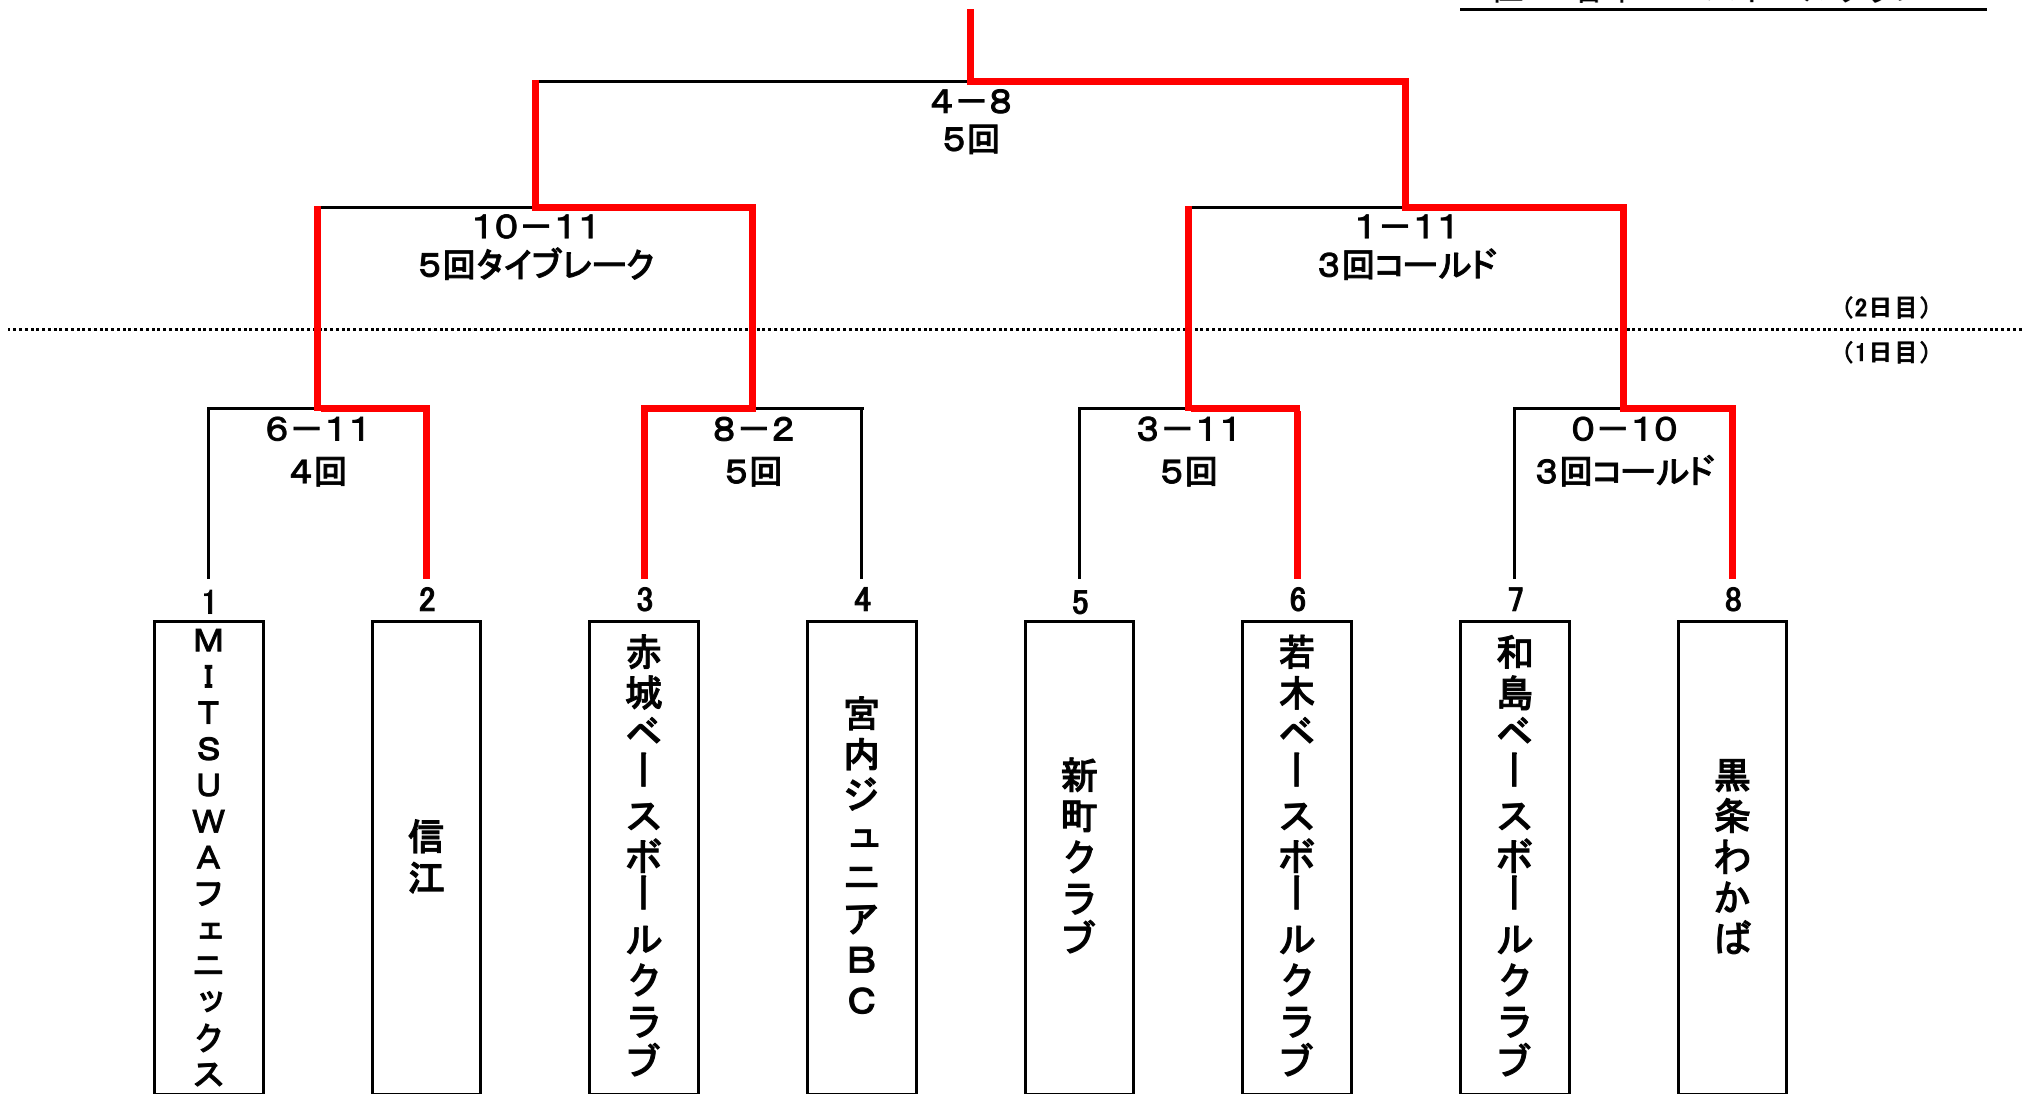 4－8
5回
10－11
5回タイブレーク
1－11
3回コールド
（2日目）
（1日目）
6－11
4回
8－2
5回
3－11
5回
0－10
3回コールド
1
2
3
4
5
6
7
8
MITSUWAフェニックス
信江
赤城ベースボールクラブ
宮内ジュニアBC
新町クラブ
若木ベースボールクラブ
和島ベースボールクラブ
黒条わかば